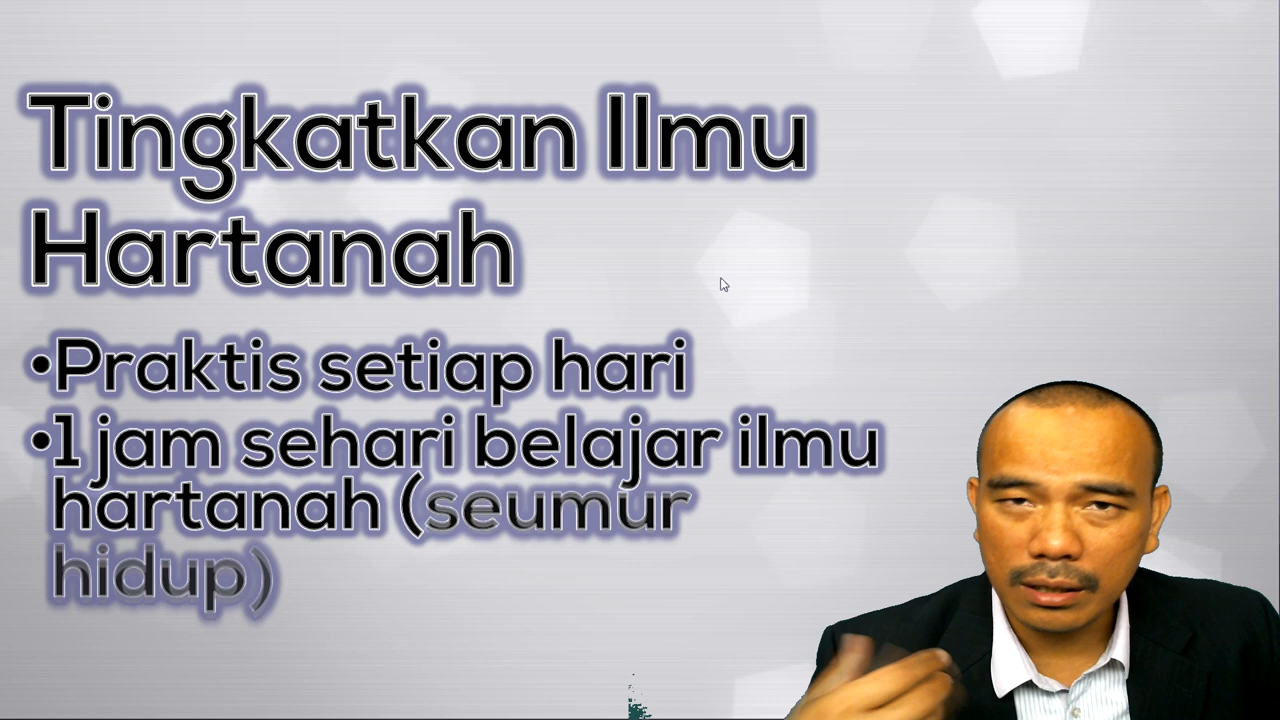 Tingkatkan Ilmu
Hartanah
•Praktis setiap hari
•1 jam sehari belajar ilmu
hartanah (seumur
hidup)